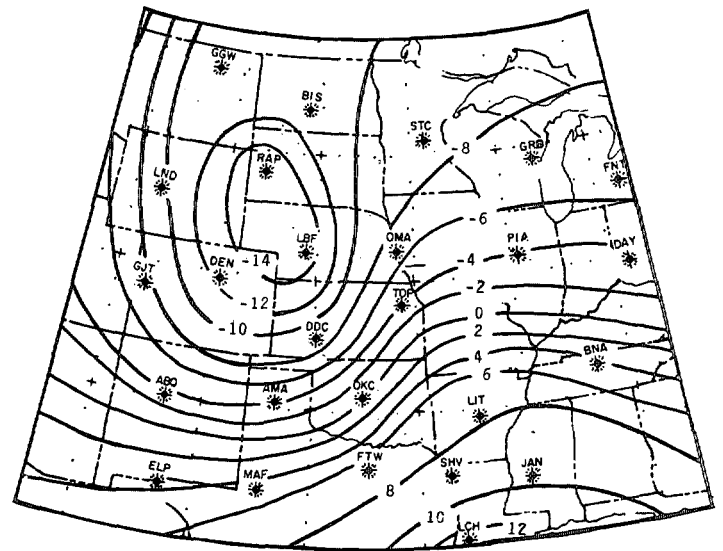 GGW
BIS
STC
-8
GRB
FNT
RAP
LND
-6
OMA
PIA
DAY
LBF
-14
DEN
GJT
-4
-2
-12
TOP
0
-10
DDC
2
4
BNA
6
ABQ
AMA
OKC
LIT
ELP
MAF
FTW
SHV
JAN
8
10
LCH
12